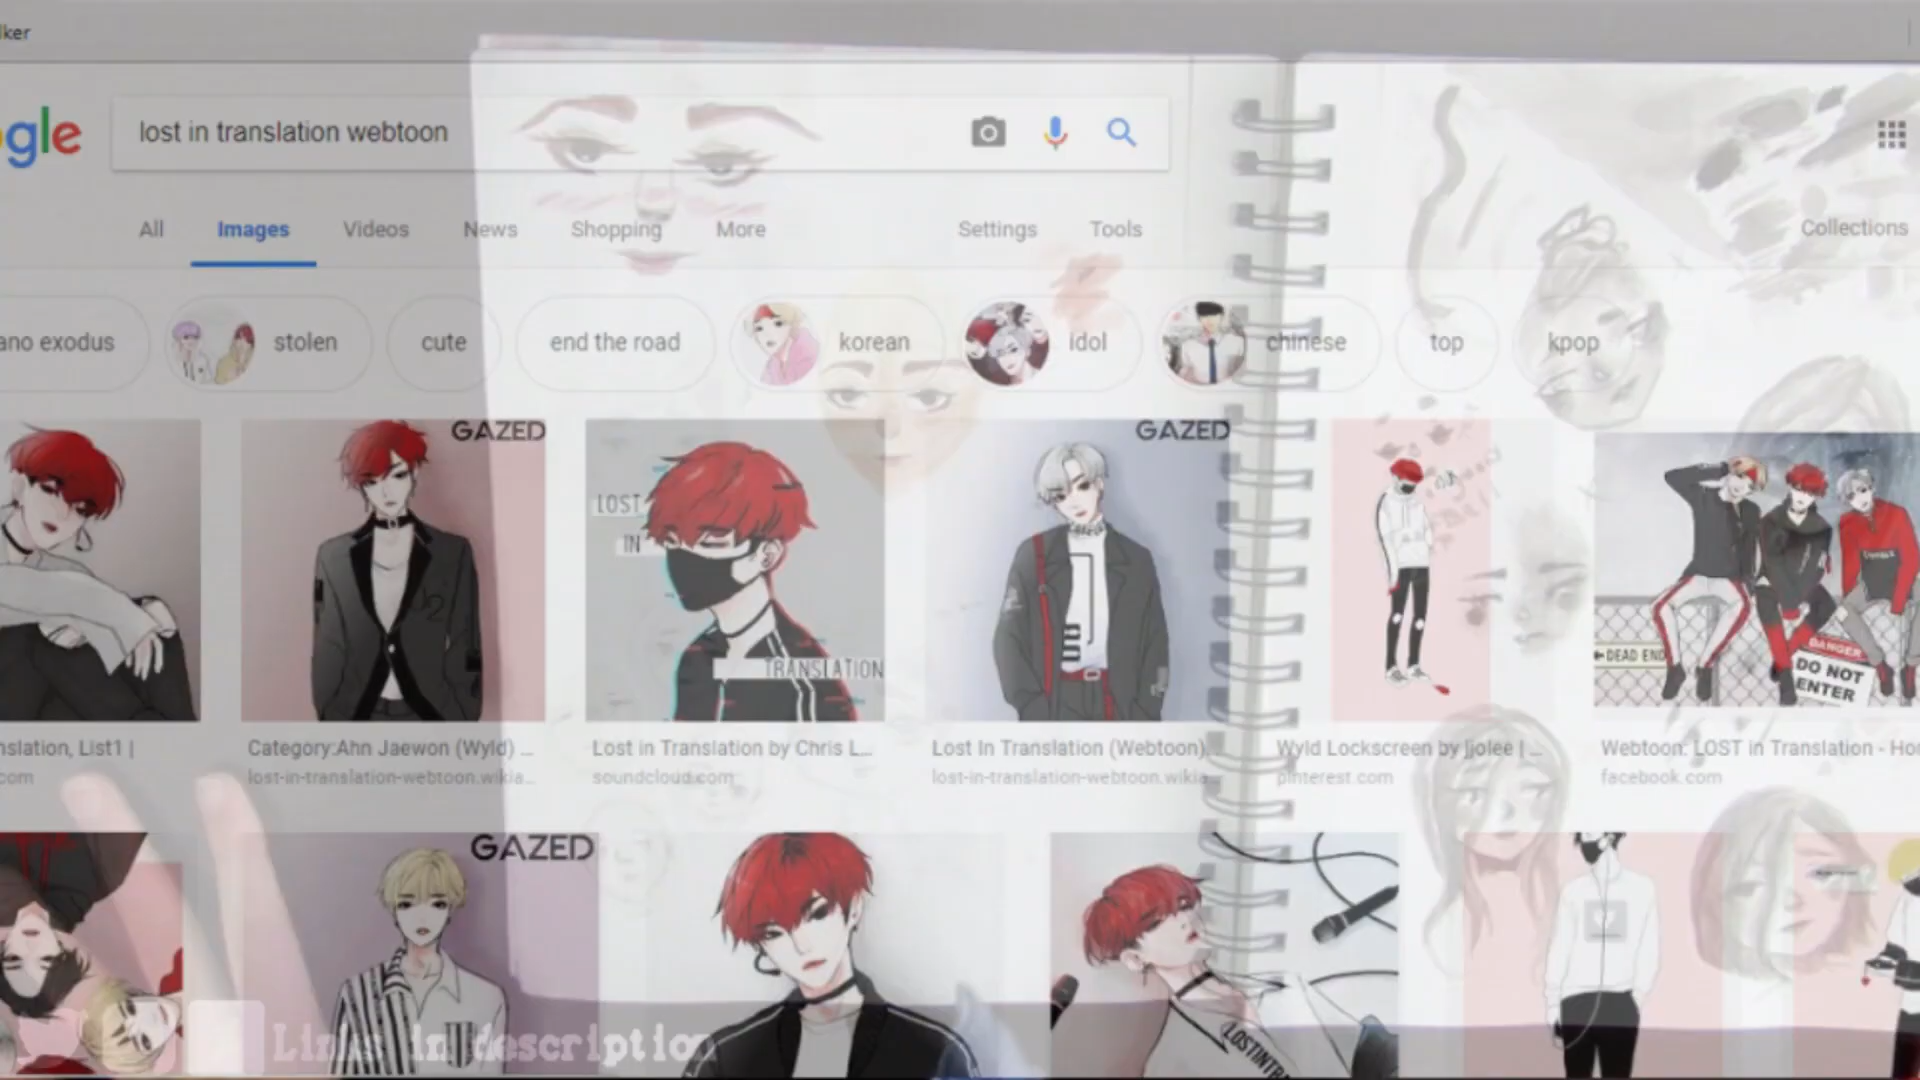 lker
gle
lost in translation webtoon
All Images Videos News Shopping More Settings Tools Collections
ano exodus stolen cute end the road korean idol chinese top kpop
GAZED
GAZED
LOST
IN
TRANSLATION
DEAD END
DANGER
DO NOT
ENTER
nslation, List1 |
com
Category:Ahn Jaewon (Wyld) ...
lost-in-translation-webtoon.wikia...
Lost in Translation by Chris L...
soundcloud.com
Lost In Translation (Webtoon)...
lost-in-translation-webtoon.wikia...
Wyld Lockscreen by Jjolee | ...
pinterest.com
Webtoon: LOST in Translation - Ho
facebook.com
GAZED
LOSTINTRA
Links in description